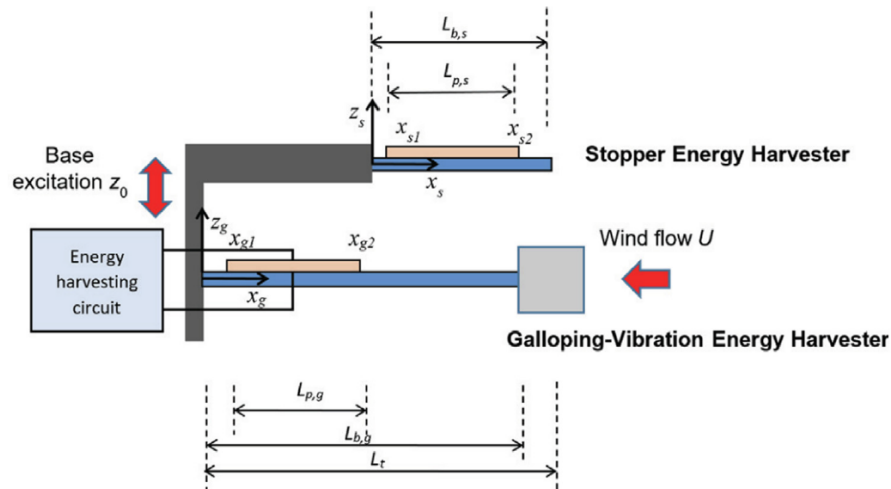 L_{b,s}
L_{p,s}
z_s
x_{s1}
x_{s2}
Stopper Energy Harvester
x_s
Base
excitation z_0
z_g
x_{g1}
x_{g2}
Wind flow U
Energy
harvesting
circuit
x_g
Galloping-Vibration Energy Harvester
L_{p,g}
L_{b,g}
L_t